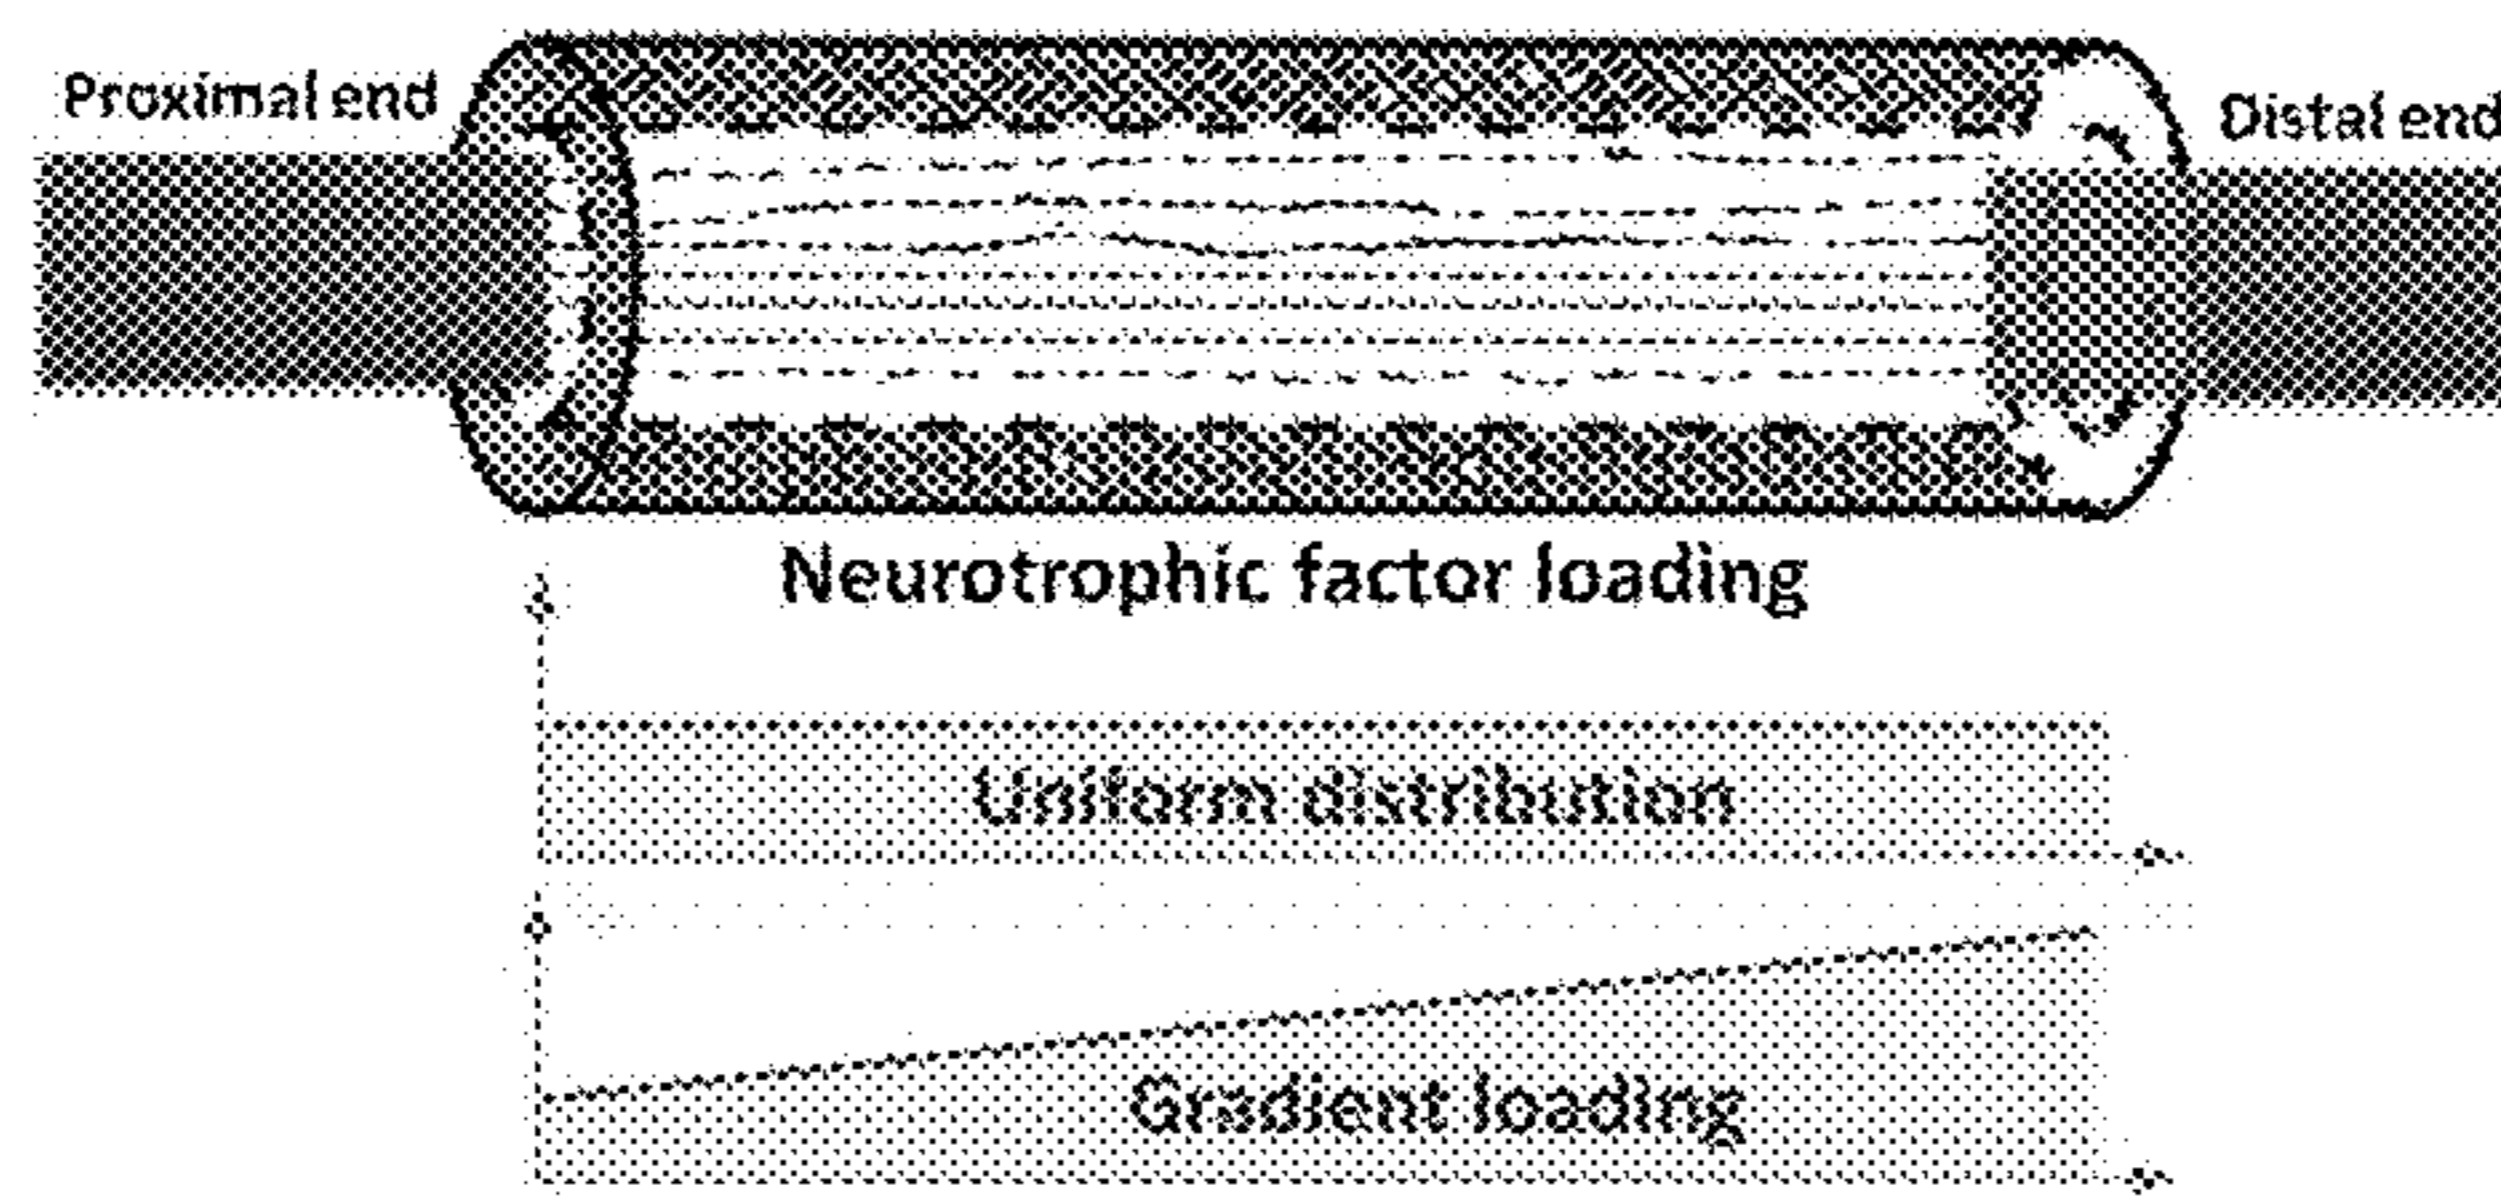 Proximal end
Distal end
Neurotrophic factor loading
Uniform distribution
Gradient loading